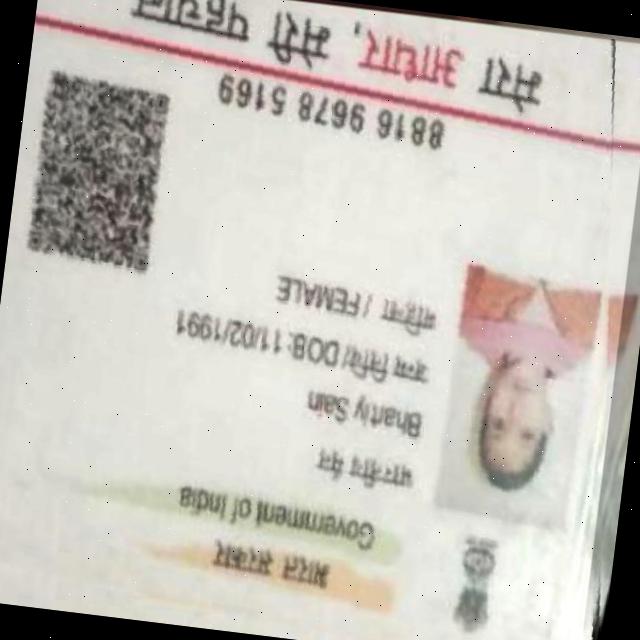 भारत सरकार
Government of India
Bharty Sain
जन्म तिथि/ DOB: 11/02/1991
महिला / FEMALE
8816 9678 5169
मेरा आधार, मेरी पहचान